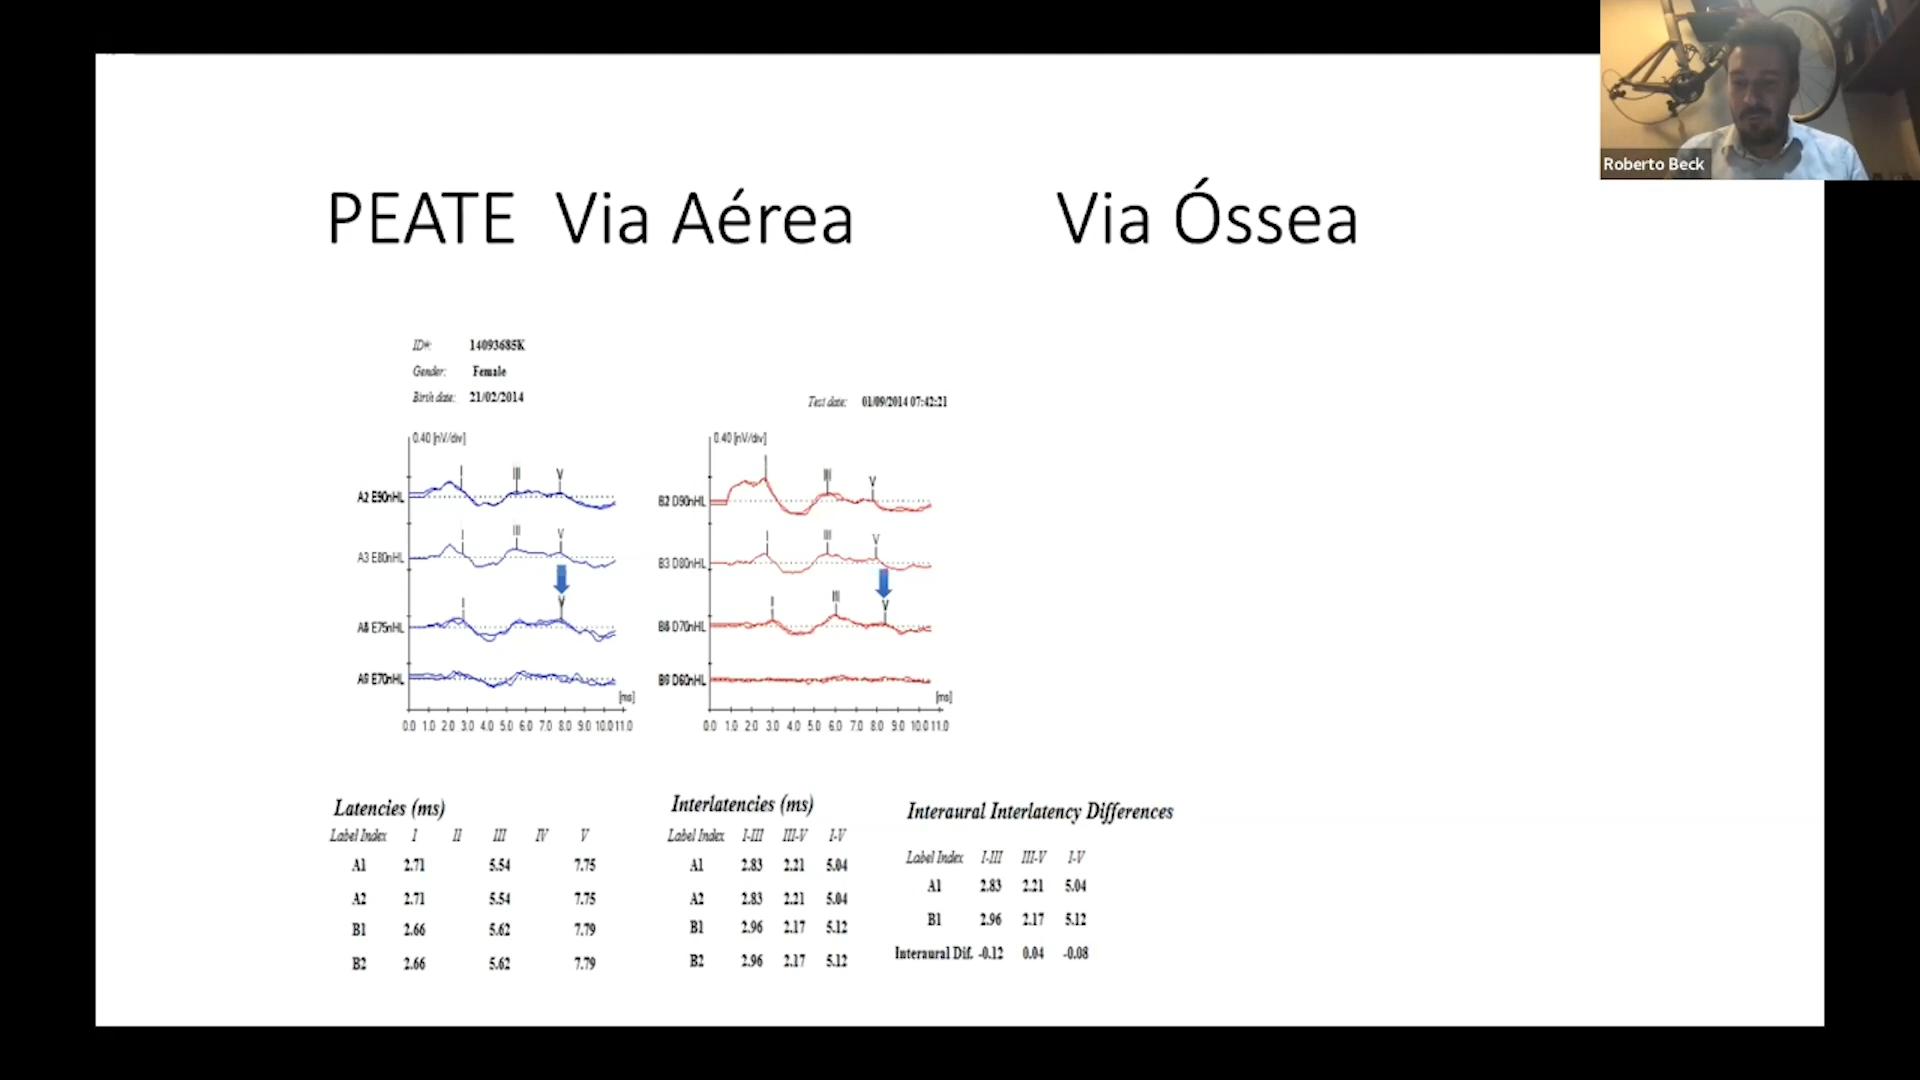 Roberto Beck
PEATE Via Aérea
Via Óssea
ID#: 14093685K
Gender: Female
Birth date: 21/02/2014
Test date: 01/09/2014 07:42:21
0.40 [nV/div]
I III V
A2 E90nHL
I III V
A3 E80nHL
I V
A8 E75nHL
A9 E70nHL
[ms]
0.0 1.0 2.0 3.0 4.0 5.0 6.0 7.0 8.0 9.0 10.0 11.0
0.40 [nV/div]
I III V
B2 D90nHL
I III V
B3 D80nHL
I III V
B8 D70nHL
B9 D60nHL
[ms]
0.0 1.0 2.0 3.0 4.0 5.0 6.0 7.0 8.0 9.0 10.0 11.0
Latencies (ms)
Label Index I II III IV V
A1 2.71 5.54 7.75
A2 2.71 5.54 7.75
B1 2.66 5.62 7.79
B2 2.66 5.62 7.79
Interlatencies (ms)
Label Index I-III III-V I-V
A1 2.83 2.21 5.04
A2 2.83 2.21 5.04
B1 2.96 2.17 5.12
B2 2.96 2.17 5.12
Interaural Interlatency Differences
Label Index I-III III-V I-V
A1 2.83 2.21 5.04
B1 2.96 2.17 5.12
Interaural Dif. -0.12 0.04 -0.08